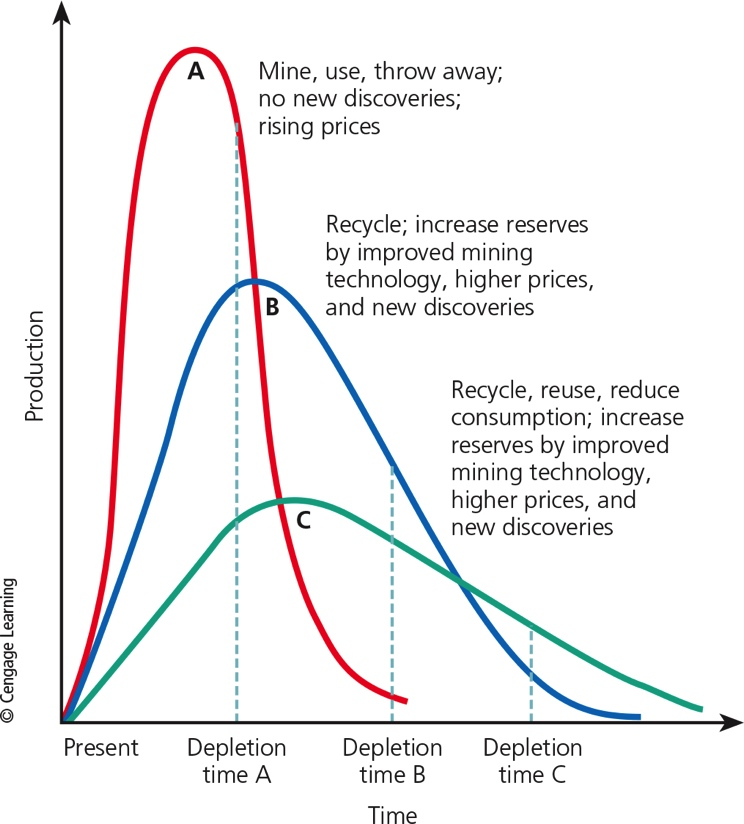 A
Mine, use, throw away;
no new discoveries;
rising prices
Recycle; increase reserves
by improved mining
technology, higher prices,
and new discoveries
B
Recycle, reuse, reduce
consumption; increase
reserves by improved
mining technology,
higher prices, and
new discoveries
C
Production
© Cengage Learning
Present
Depletion
time A
Depletion
time B
Depletion
time C
Time